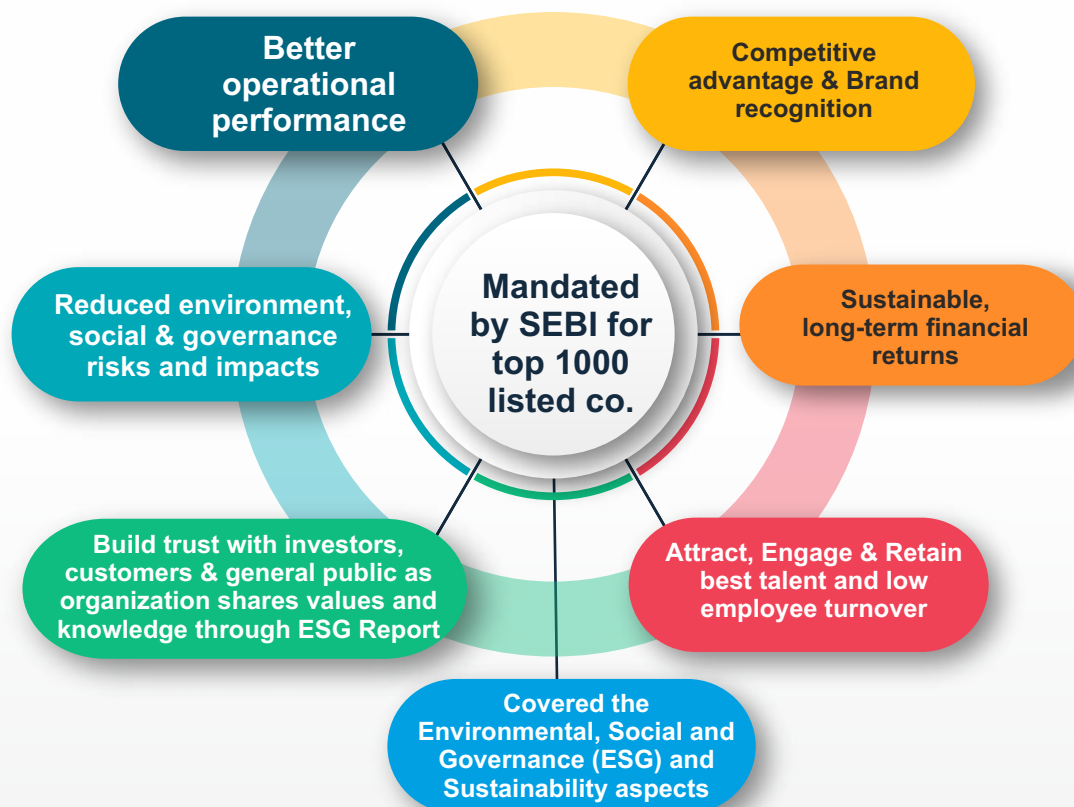 Better
operational
performance
Competitive
advantage & Brand
recognition
Reduced environment,
social & governance
risks and impacts
Mandated
by SEBI for
top 1000
listed co.
Sustainable,
long-term financial
returns
Build trust with investors,
customers & general public as
organization shares values and
knowledge through ESG Report
Attract, Engage & Retain
best talent and low
employee turnover
Covered the
Environmental, Social and
Governance (ESG) and
Sustainability aspects